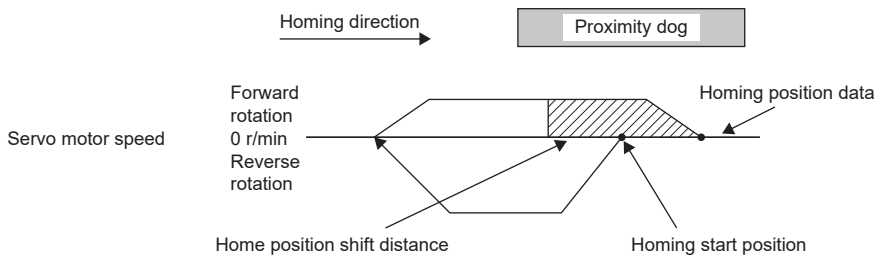 Homing direction
Proximity dog
Forward
rotation
0 r/min
Reverse
rotation
Servo motor speed
Homing position data
Home position shift distance
Homing start position